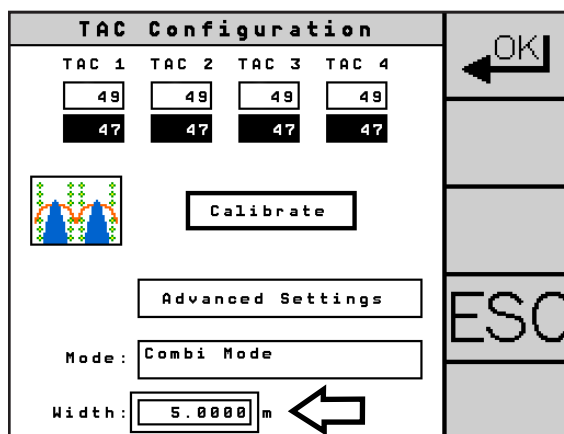 TAC Configuration
OK
TAC 1 TAC 2 TAC 3 TAC 4
49 49 49 49
47 47 47 47
Calibrate
Advanced Settings
ESC
Mode: Combi Mode
Width: 5.0000 m